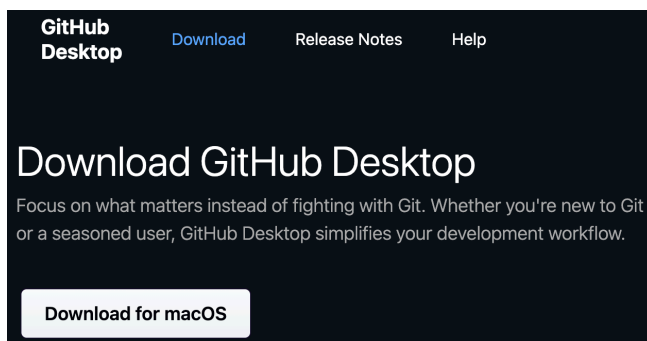 GitHub
Desktop
Download
Release Notes
Help
Download GitHub Desktop
Focus on what matters instead of fighting with Git. Whether you're new to Git
or a seasoned user, GitHub Desktop simplifies your development workflow.
Download for macOS